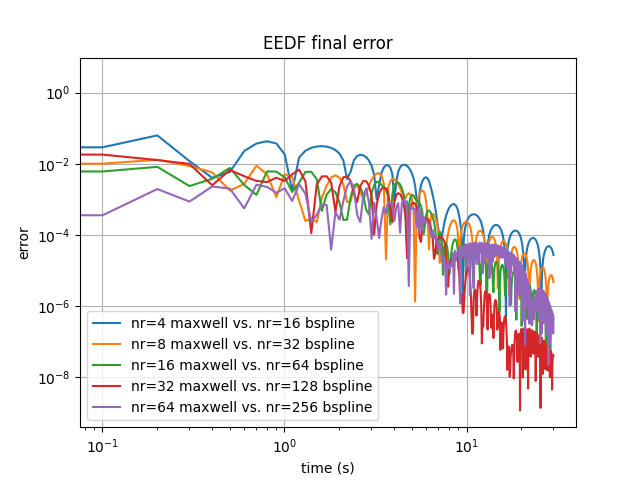 EEDF final error
10⁰
10⁻²
10⁻⁴
10⁻⁶
10⁻⁸
error
nr=4 maxwell vs. nr=16 bspline
nr=8 maxwell vs. nr=32 bspline
nr=16 maxwell vs. nr=64 bspline
nr=32 maxwell vs. nr=128 bspline
nr=64 maxwell vs. nr=256 bspline
10⁻¹ 10⁰ 10¹
time (s)